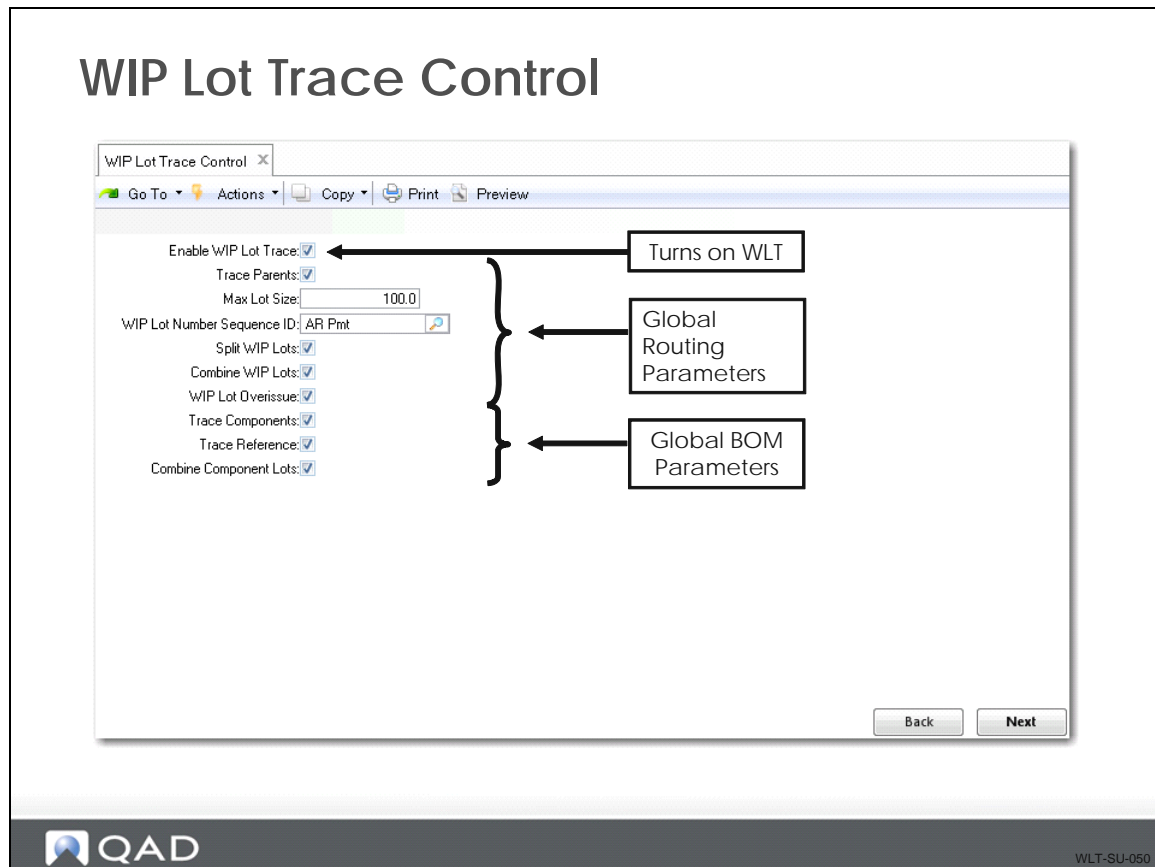 WIP Lot Trace Control
WIP Lot Trace Control X
Go To Actions Copy Print Preview
Enable WIP Lot Trace:
Turns on WLT
Trace Parents:
Max Lot Size: 100.0
WIP Lot Number Sequence ID: AR Pmt
Split WIP Lots:
Combine WIP Lots:
WIP Lot Overissue:
Global
Routing
Parameters
Trace Components:
Trace Reference:
Combine Component Lots:
Global BOM
Parameters
Back Next
QAD
WLT-SU-050